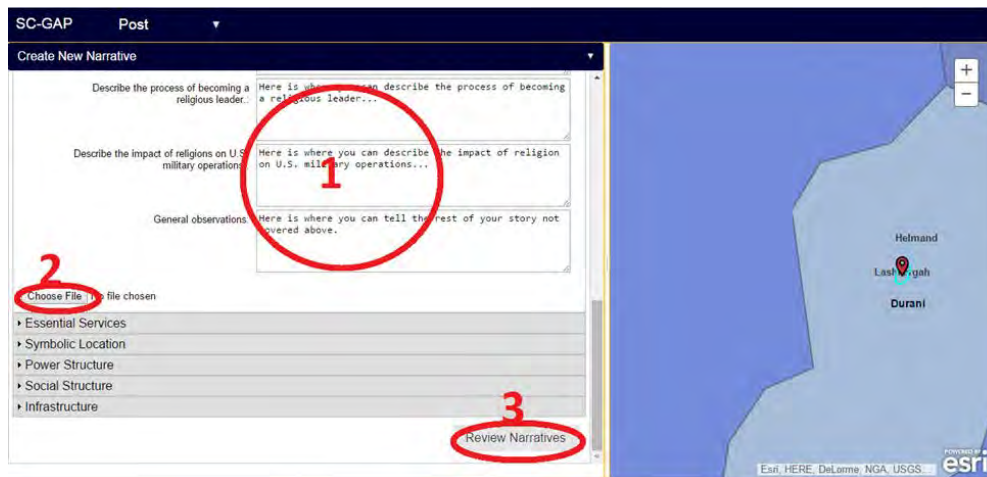 SC-GAP Post
Create New Narrative
Describe the process of becoming a
religious leader.:
Here is where you can describe the process of becoming
a religious leader...
Describe the impact of religions on U.S.
military operations
Here is where you can describe the impact of religion
on U.S. military operations...
1
General observations
Here is where you can tell the rest of your story not
covered above.
2
Choose File No file chosen
Essential Services
Symbolic Location
Power Structure
Social Structure
Infrastructure
3
Review Narratives
+
−
Helmand
Durani
Esri, HERE, DeLorme, NGA, USGS
POWERED BY
esri